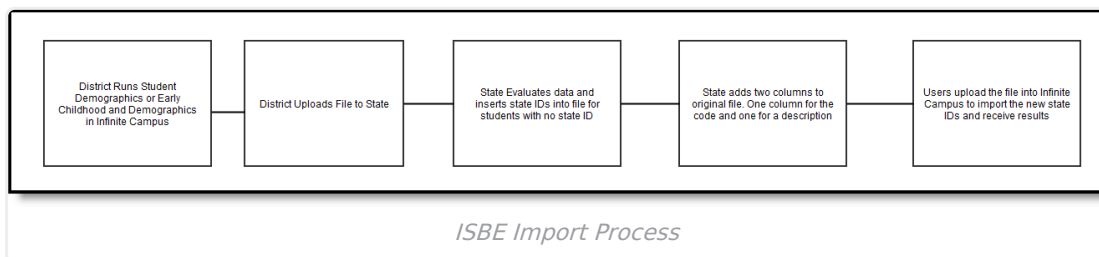 District Runs Student
Demographics or Early
Childhood and Demographics
in Infinite Campus
District Uploads File to State
State Evaluates data and
inserts state IDs into file for
students with no state ID
State adds two columns to
original file. One column for the
code and one for a description
Users upload the file into Infinite
Campus to import the new state
IDs and receive results
ISBE Import Process